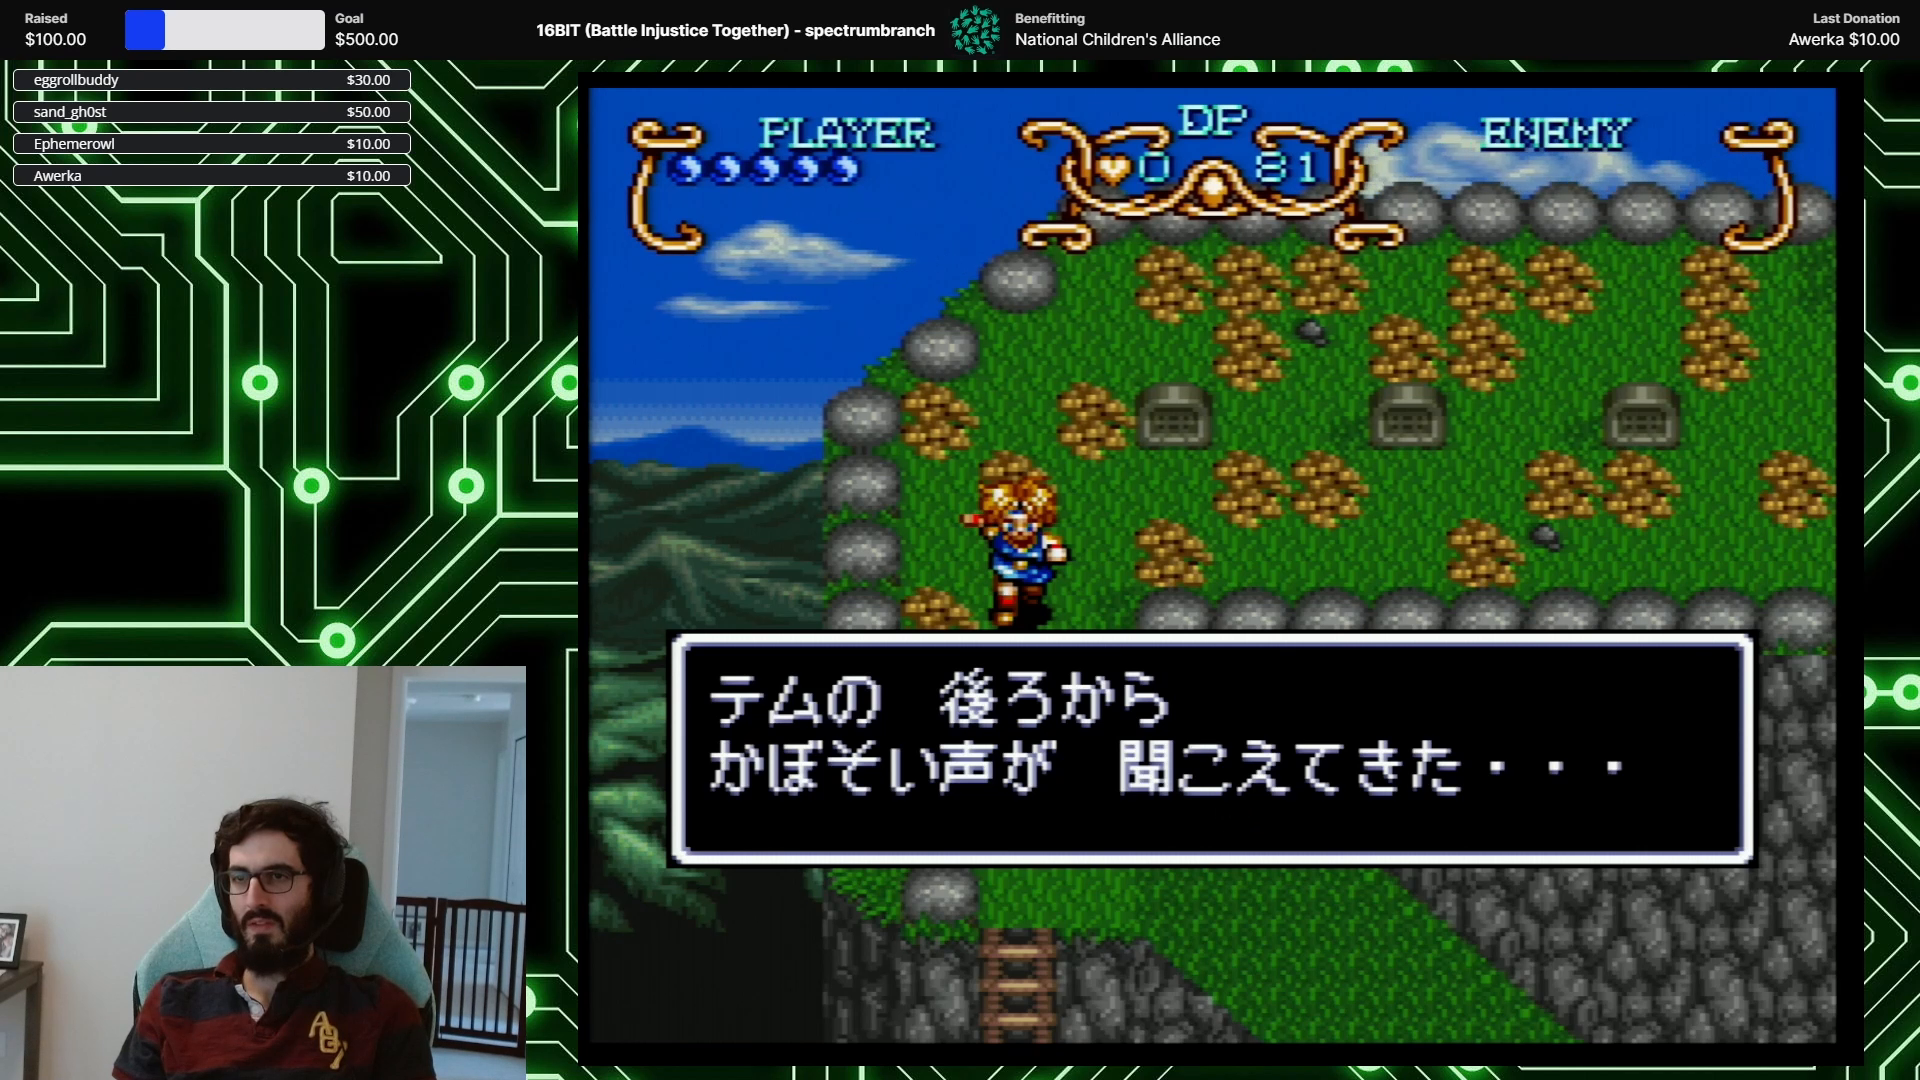 Raised
$100.00
Goal
$500.00
16BIT (Battle Injustice Together) - spectrumbranch
Benefitting
National Children's Alliance
Last Donation
Awerka $10.00
eggrollbuddy $30.00
sand_gh0st $50.00
Ephemerowl $10.00
Awerka $10.00
PLAYER
DP
ENEMY
0 81
テムの 後ろから
かぼそい声が 聞こえてきた・・・